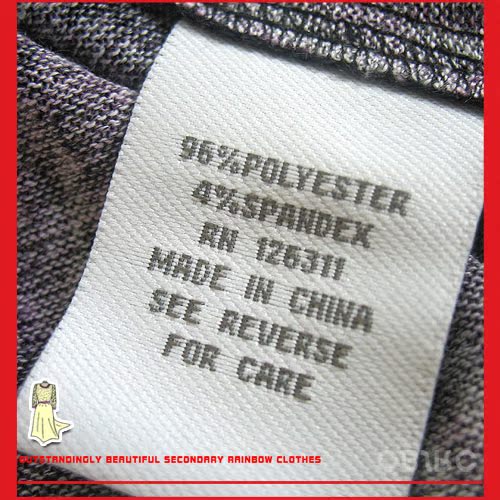 96%POLYESTER
4%SPANDEX
RN 126311
MADE IN CHINA
SEE REVERSE
FOR CARE
OUTSTANDINGLY BEAUTIFUL SECONDARY RAINBOW CLOTHES